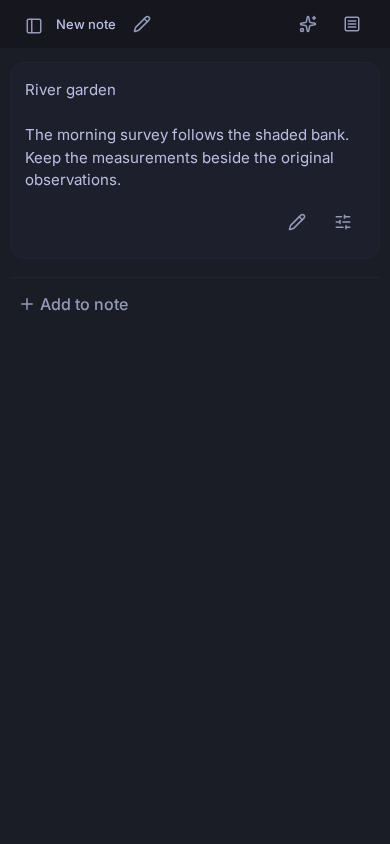 New note
River garden
The morning survey follows the shaded bank.
Keep the measurements beside the original
observations.
Add to note